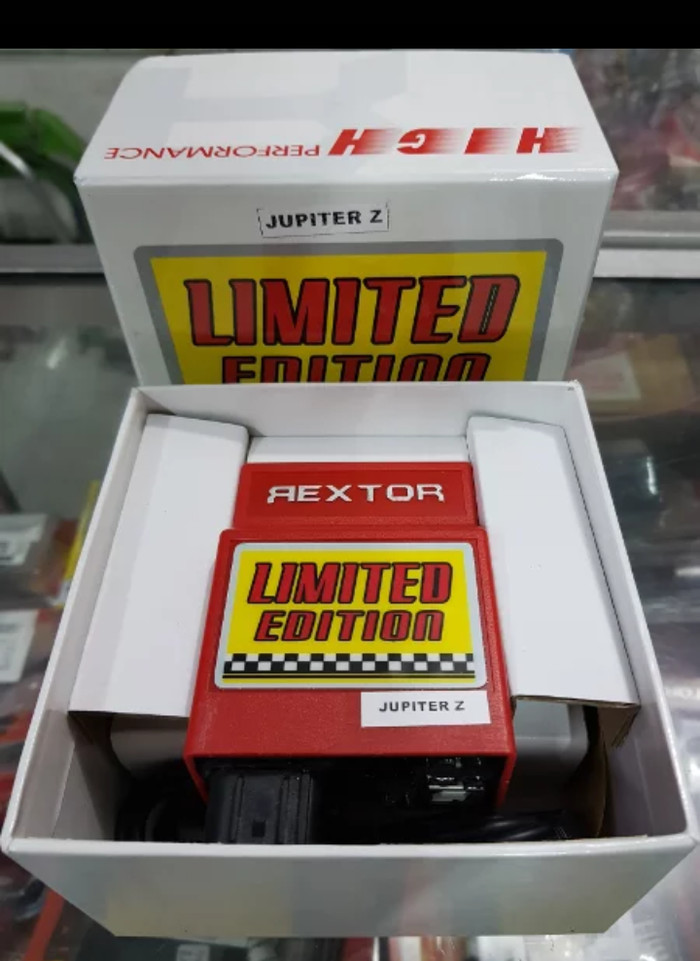 HIGH PERFORMANCE
JUPITER Z
LIMITED
EDITION
REXTOR
LIMITED
EDITION
JUPITER Z